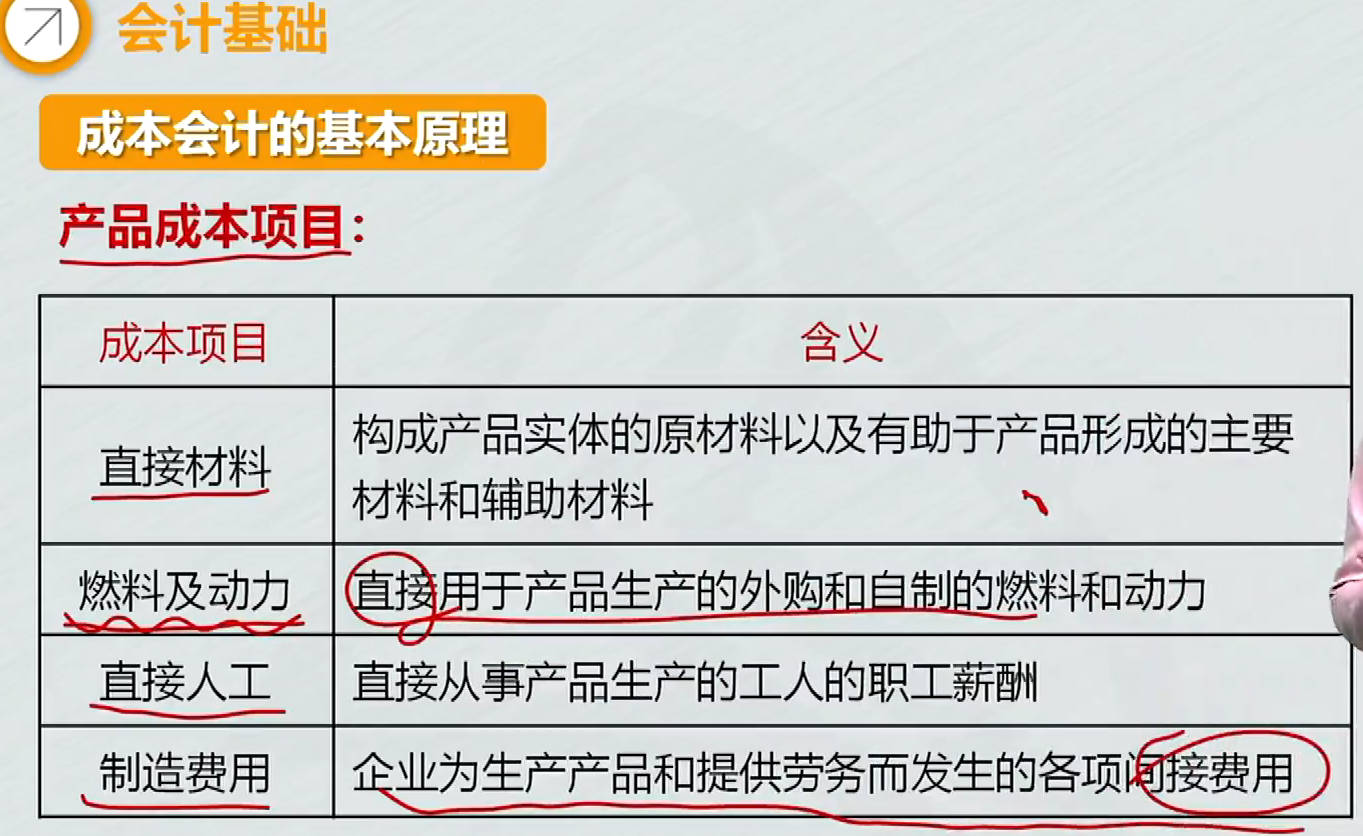 会计基础
成本会计的基本原理
产品成本项目：
成本项目
含义
直接材料
构成产品实体的原材料以及有助于产品形成的主要
材料和辅助材料
燃料及动力
直接用于产品生产的外购和自制的燃料和动力
直接人工
直接从事产品生产的工人的职工薪酬
制造费用
企业为生产产品和提供劳务而发生的各项间接费用